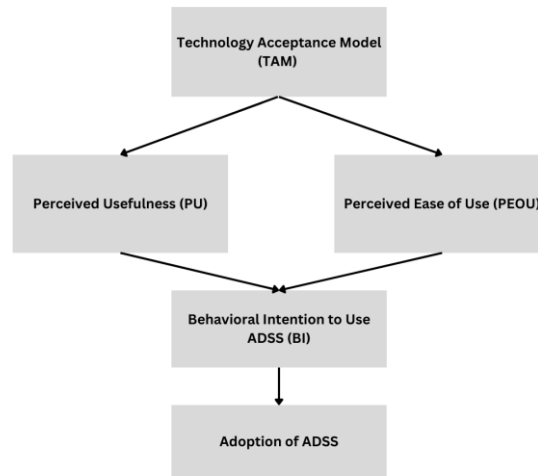 Technology Acceptance Model
(TAM)
Perceived Usefulness (PU)
Perceived Ease of Use (PEOU)
Behavioral Intention to Use
ADSS (BI)
Adoption of ADSS